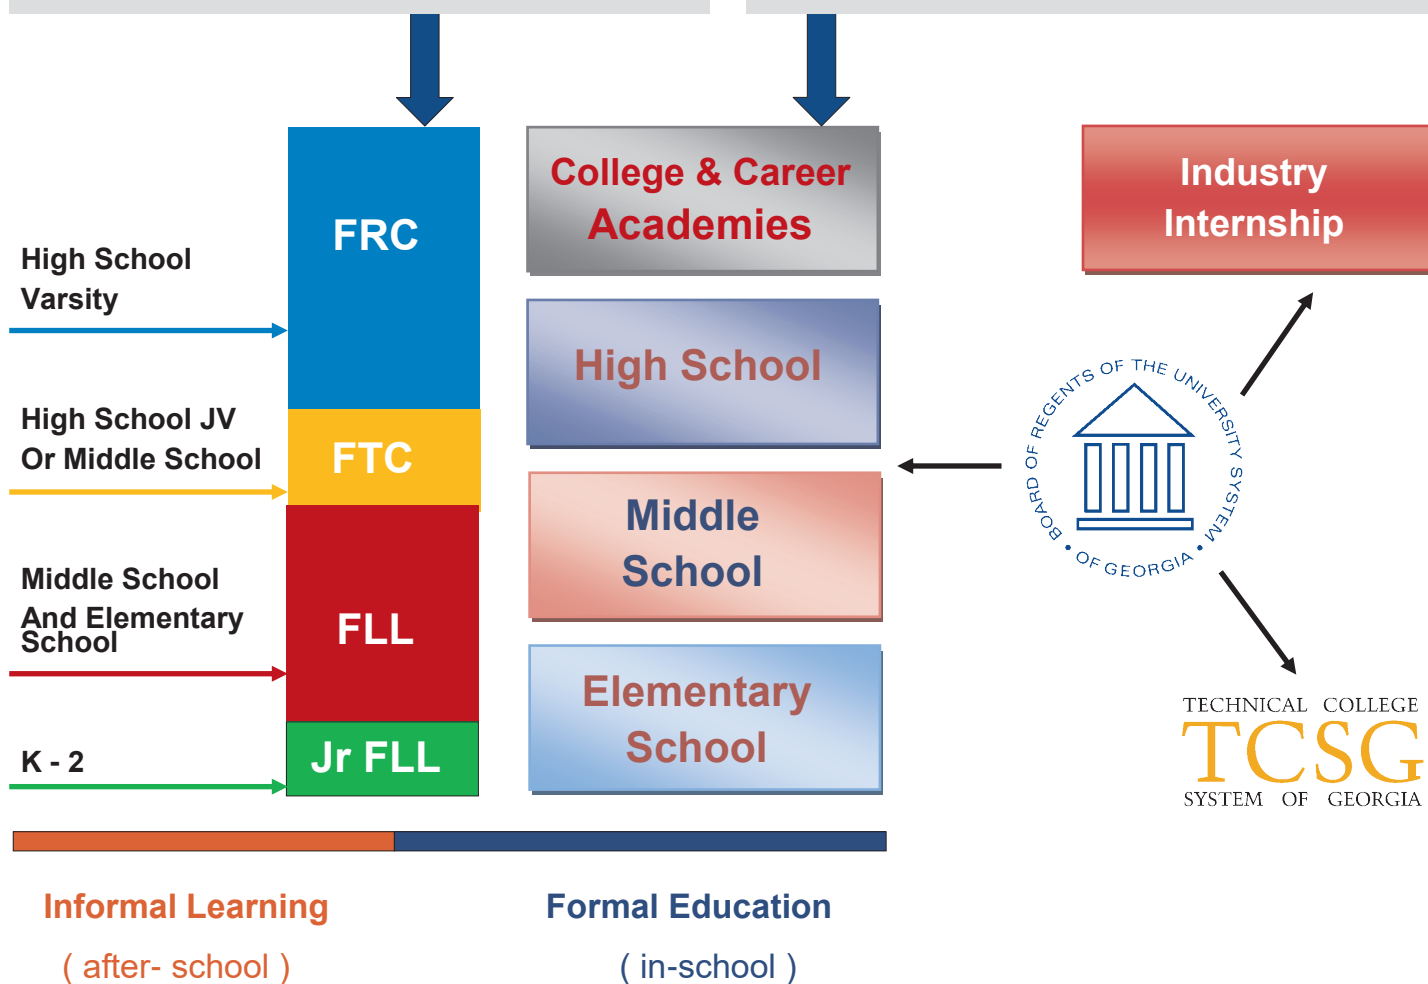 High School
Varsity
High School JV
Or Middle School
Middle School
And Elementary
School
K - 2
FRC
FTC
FLL
Jr FLL
College & Career
Academies
High School
Middle
School
Elementary
School
Industry
Internship
BOARD OF REGENTS OF THE UNIVERSITY SYSTEM
• OF GEORGIA •
TECHNICAL COLLEGE
TCSG
SYSTEM OF GEORGIA
Informal Learning
( after- school )
Formal Education
( in-school )